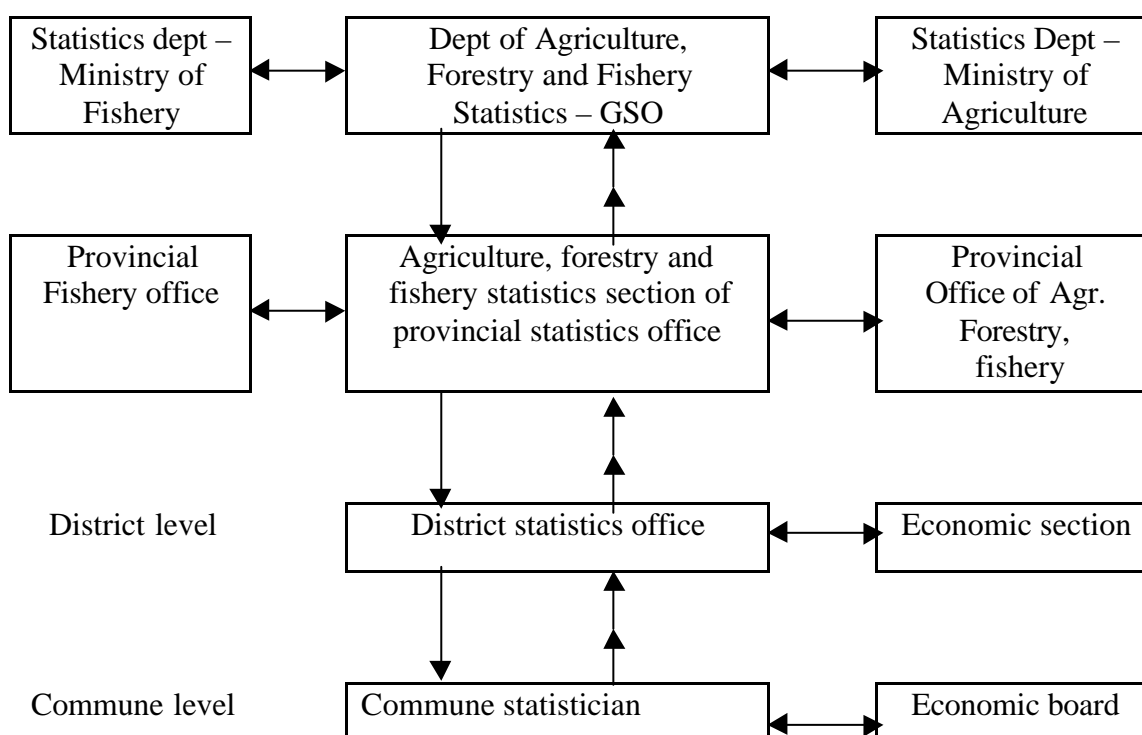 Statistics dept –
Ministry of
Fishery
Dept of Agriculture,
Forestry and Fishery
Statistics – GSO
Statistics Dept –
Ministry of
Agriculture
Provincial
Fishery office
Agriculture, forestry and
fishery statistics section of
provincial statistics office
Provincial
Office of Agr.
Forestry,
fishery
District level
District statistics office
Economic section
Commune level
Commune statistician
Economic board